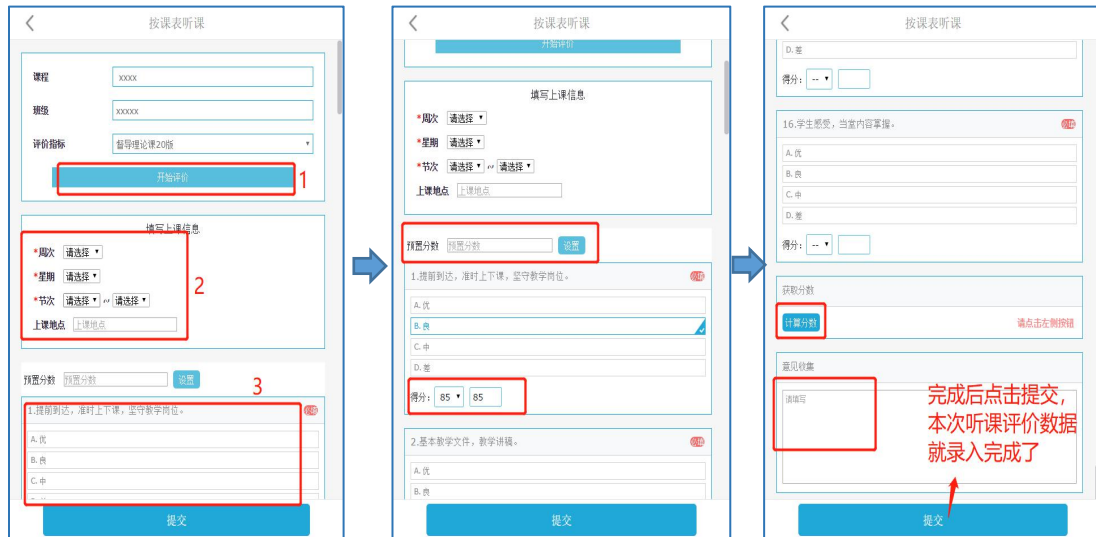 按课表听课
课程 xxxx
班级 xxxxx
评价指标 督导理论课20版
开始评价
1
填写上课信息
*周次 请选择
*星期 请选择
*节次 请选择 ~ 请选择
上课地点 上课地点
2
预置分数 预置分数 设置
3
1.提前到达，准时上下课，坚守教学岗位。
A.优
B.良
C.中
提交
按课表听课
开始评价
填写上课信息
*周次 请选择
*星期 请选择
*节次 请选择 ~ 请选择
上课地点 上课地点
预置分数 预置分数 设置
1.提前到达，准时上下课，坚守教学岗位。
A.优
B.良
C.中
D.差
得分： 85 85
2.基本教学文件，教学讲稿。
A.优
B.良
提交
按课表听课
D.差
得分： --
16.学生感受，当堂内容掌握。
A.优
B.良
C.中
D.差
得分： --
获取分数
计算分数 请点击左侧按钮
意见收集
请填写
完成后点击提交，
本次听课评价数据
就录入完成了
提交